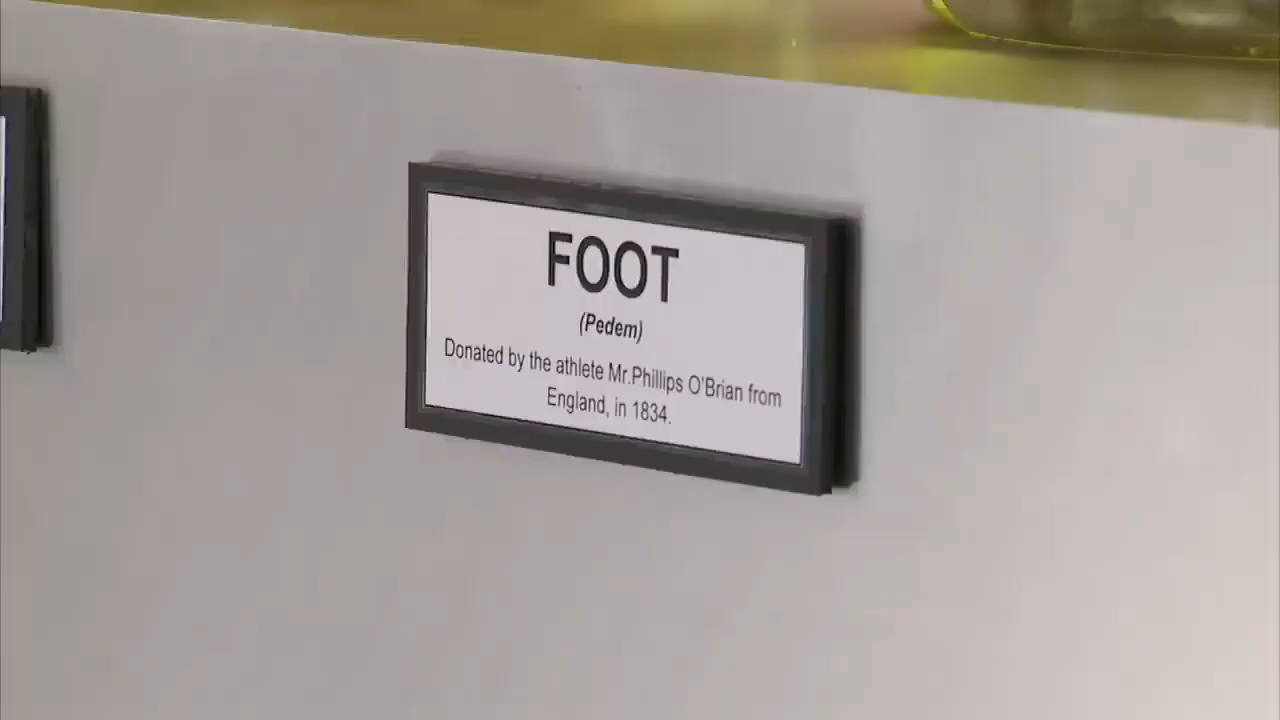 FOOT
(Pedem)
Donated by the athlete Mr.Phillips O'Brian from
England, in 1834.